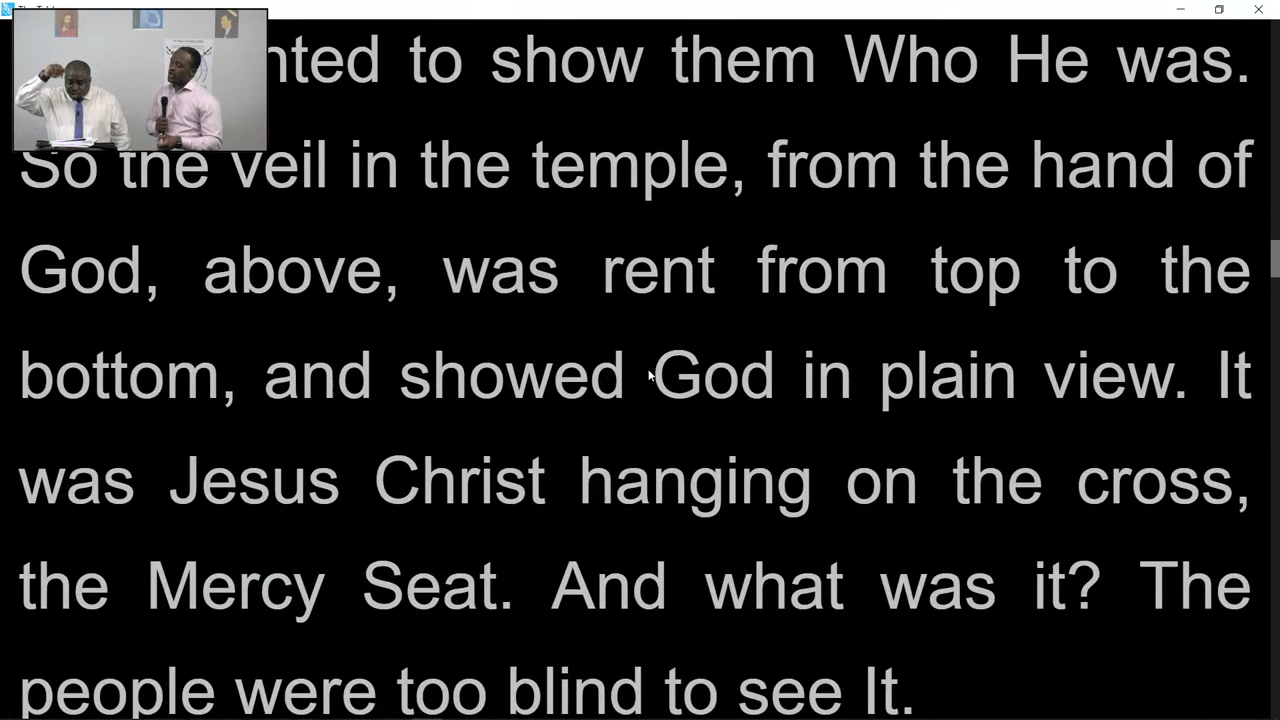 nted to show them Who He was.
So the veil in the temple, from the hand of
God, above, was rent from top to the
bottom, and showed God in plain view. It
was Jesus Christ hanging on the cross,
the Mercy Seat. And what was it? The
people were too blind to see It.